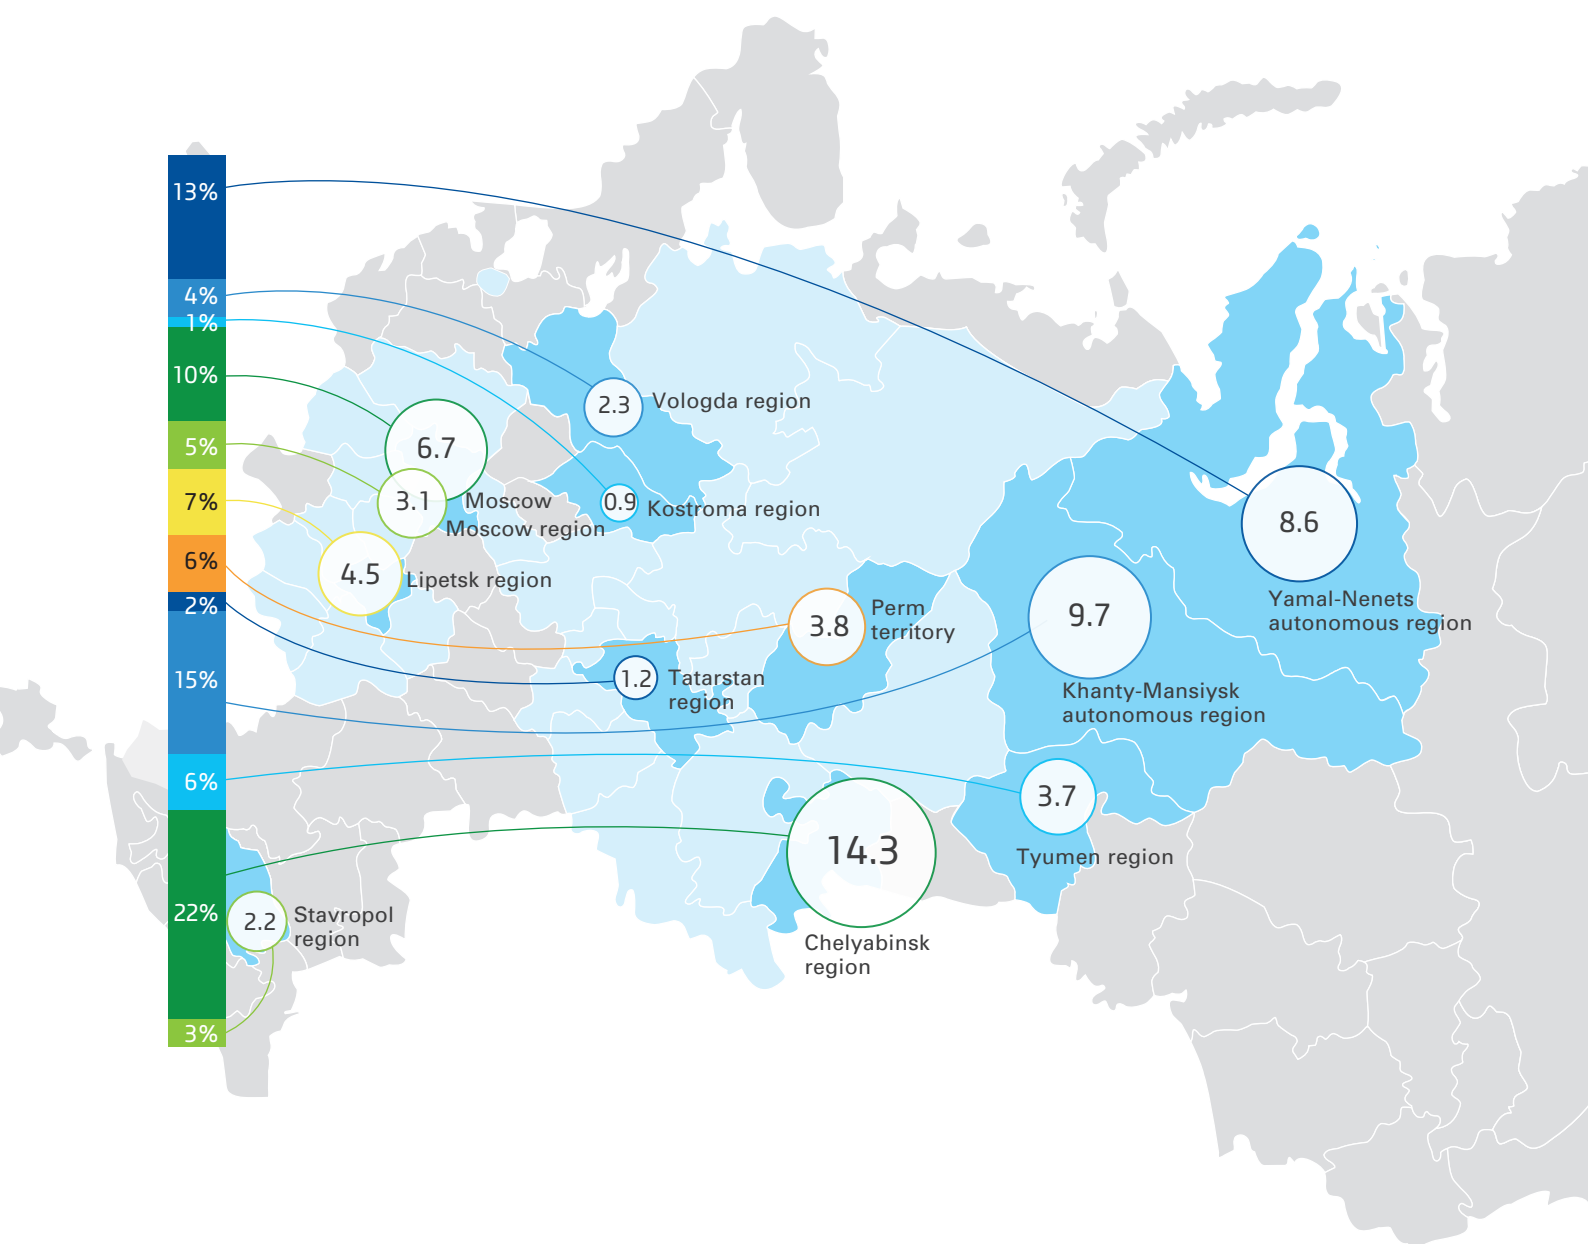 13%
4%
1%
10%
5%
7%
6%
2%
15%
6%
22%
3%
2.3
Vologda region
6.7
3.1
Moscow
Moscow region
0.9
Kostroma region
8.6
Yamal-Nenets
autonomous region
4.5
Lipetsk region
3.8
Perm
territory
9.7
Khanty-Mansiysk
autonomous region
1.2
Tatarstan
region
3.7
Tyumen region
14.3
Chelyabinsk
region
2.2
Stavropol
region